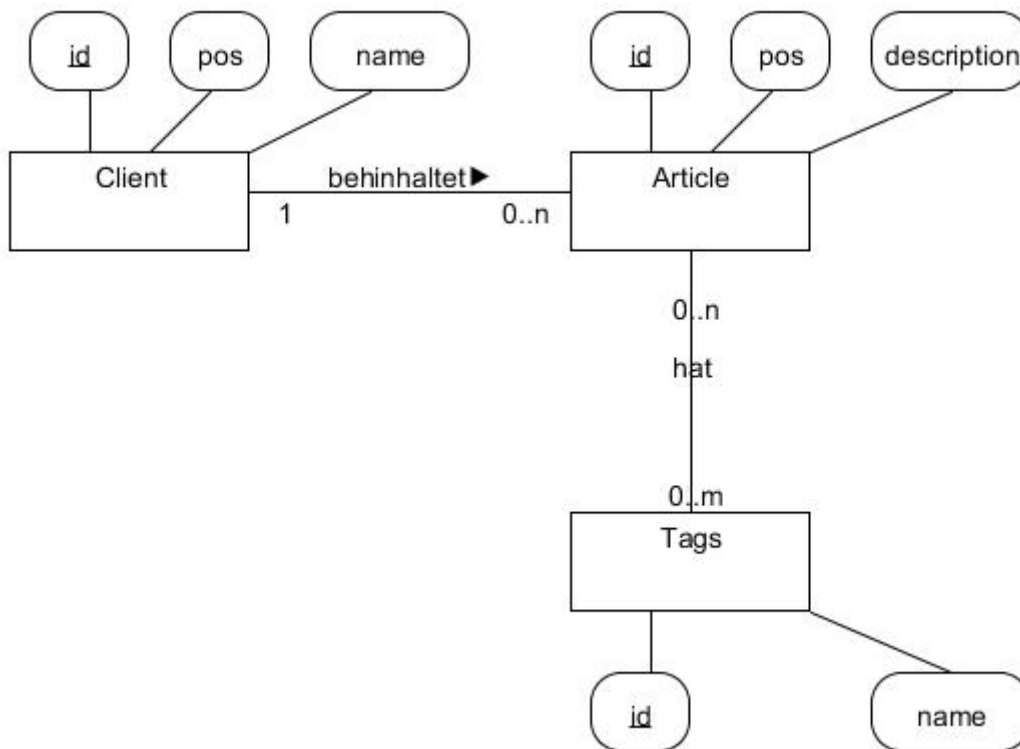 id pos name id pos description
Client behinhaltet▶ Article
1 0..n
0..n
hat
0..m
Tags
id name